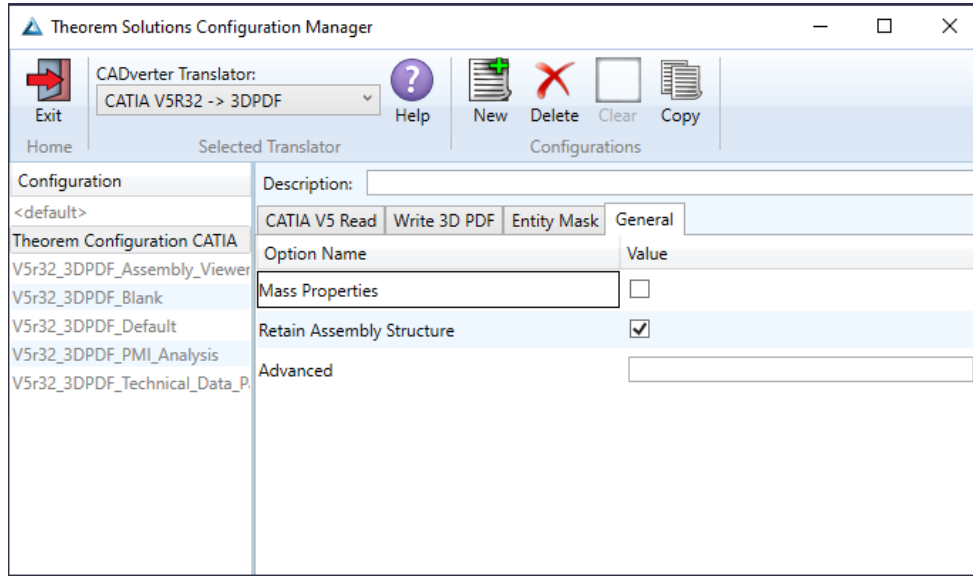 Theorem Solutions Configuration Manager
CADverter Translator:
CATIA V5R32 -> 3DPDF
Exit
Help
New
Delete
Clear
Copy
Home
Selected Translator
Configurations
Configuration
<default>
Theorem Configuration CATIA
V5r32_3DPDF_Assembly_Viewer
V5r32_3DPDF_Blank
V5r32_3DPDF_Default
V5r32_3DPDF_PMI_Analysis
V5r32_3DPDF_Technical_Data_P
Description:
CATIA V5 Read
Write 3D PDF
Entity Mask
General
Option Name
Value
Mass Properties
Retain Assembly Structure
Advanced